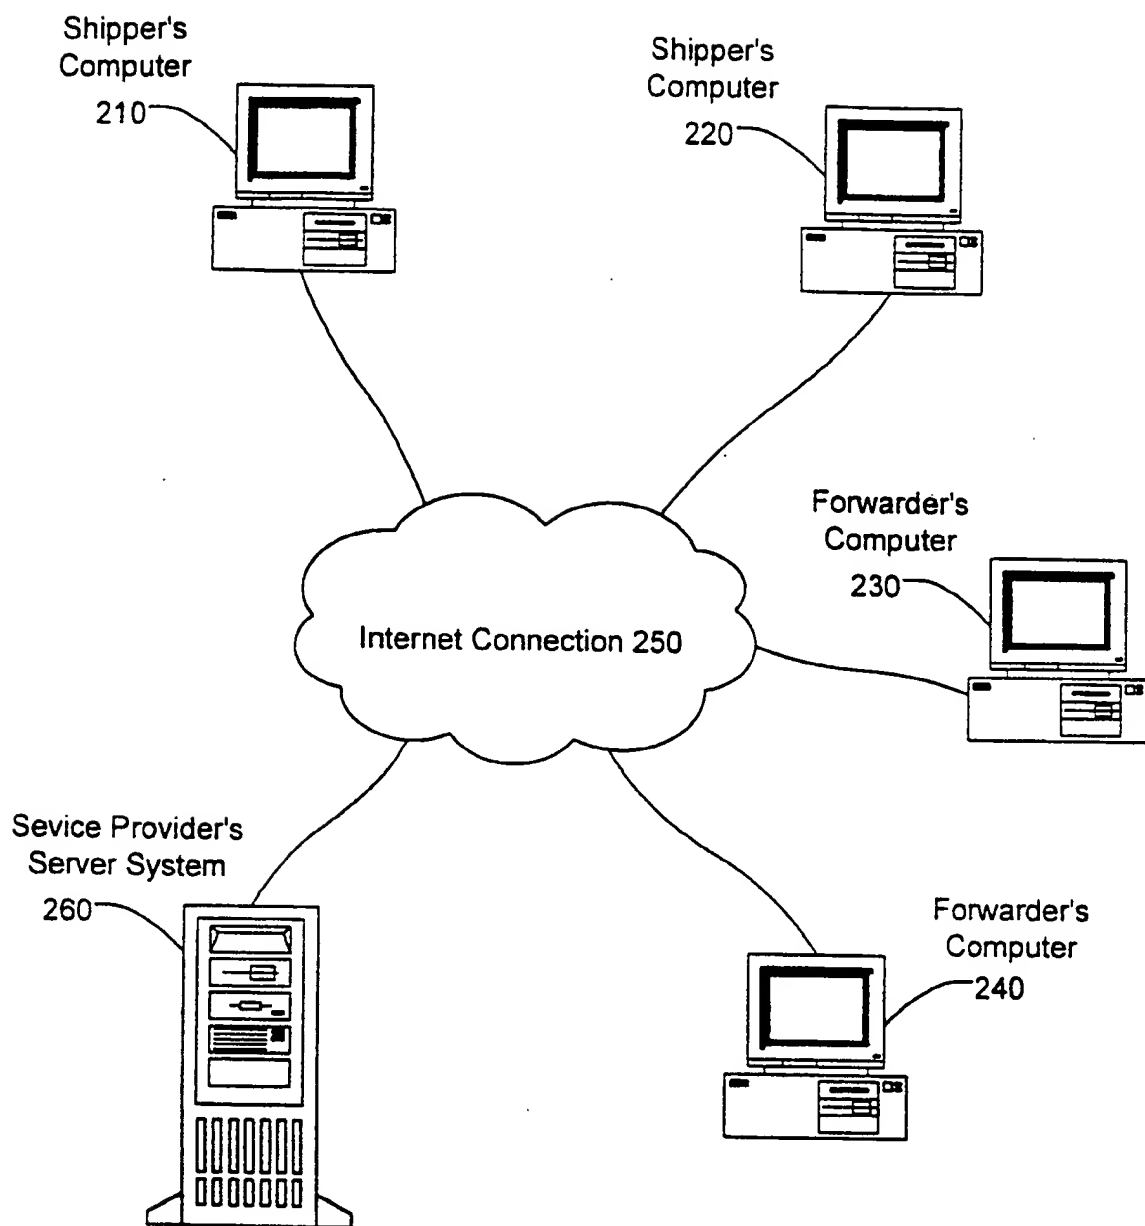 Shipper's
Computer
210
Shipper's
Computer
220
Forwarder's
Computer
230
Internet Connection 250
Sevice Provider's
Server System
260
Forwarder's
Computer
240